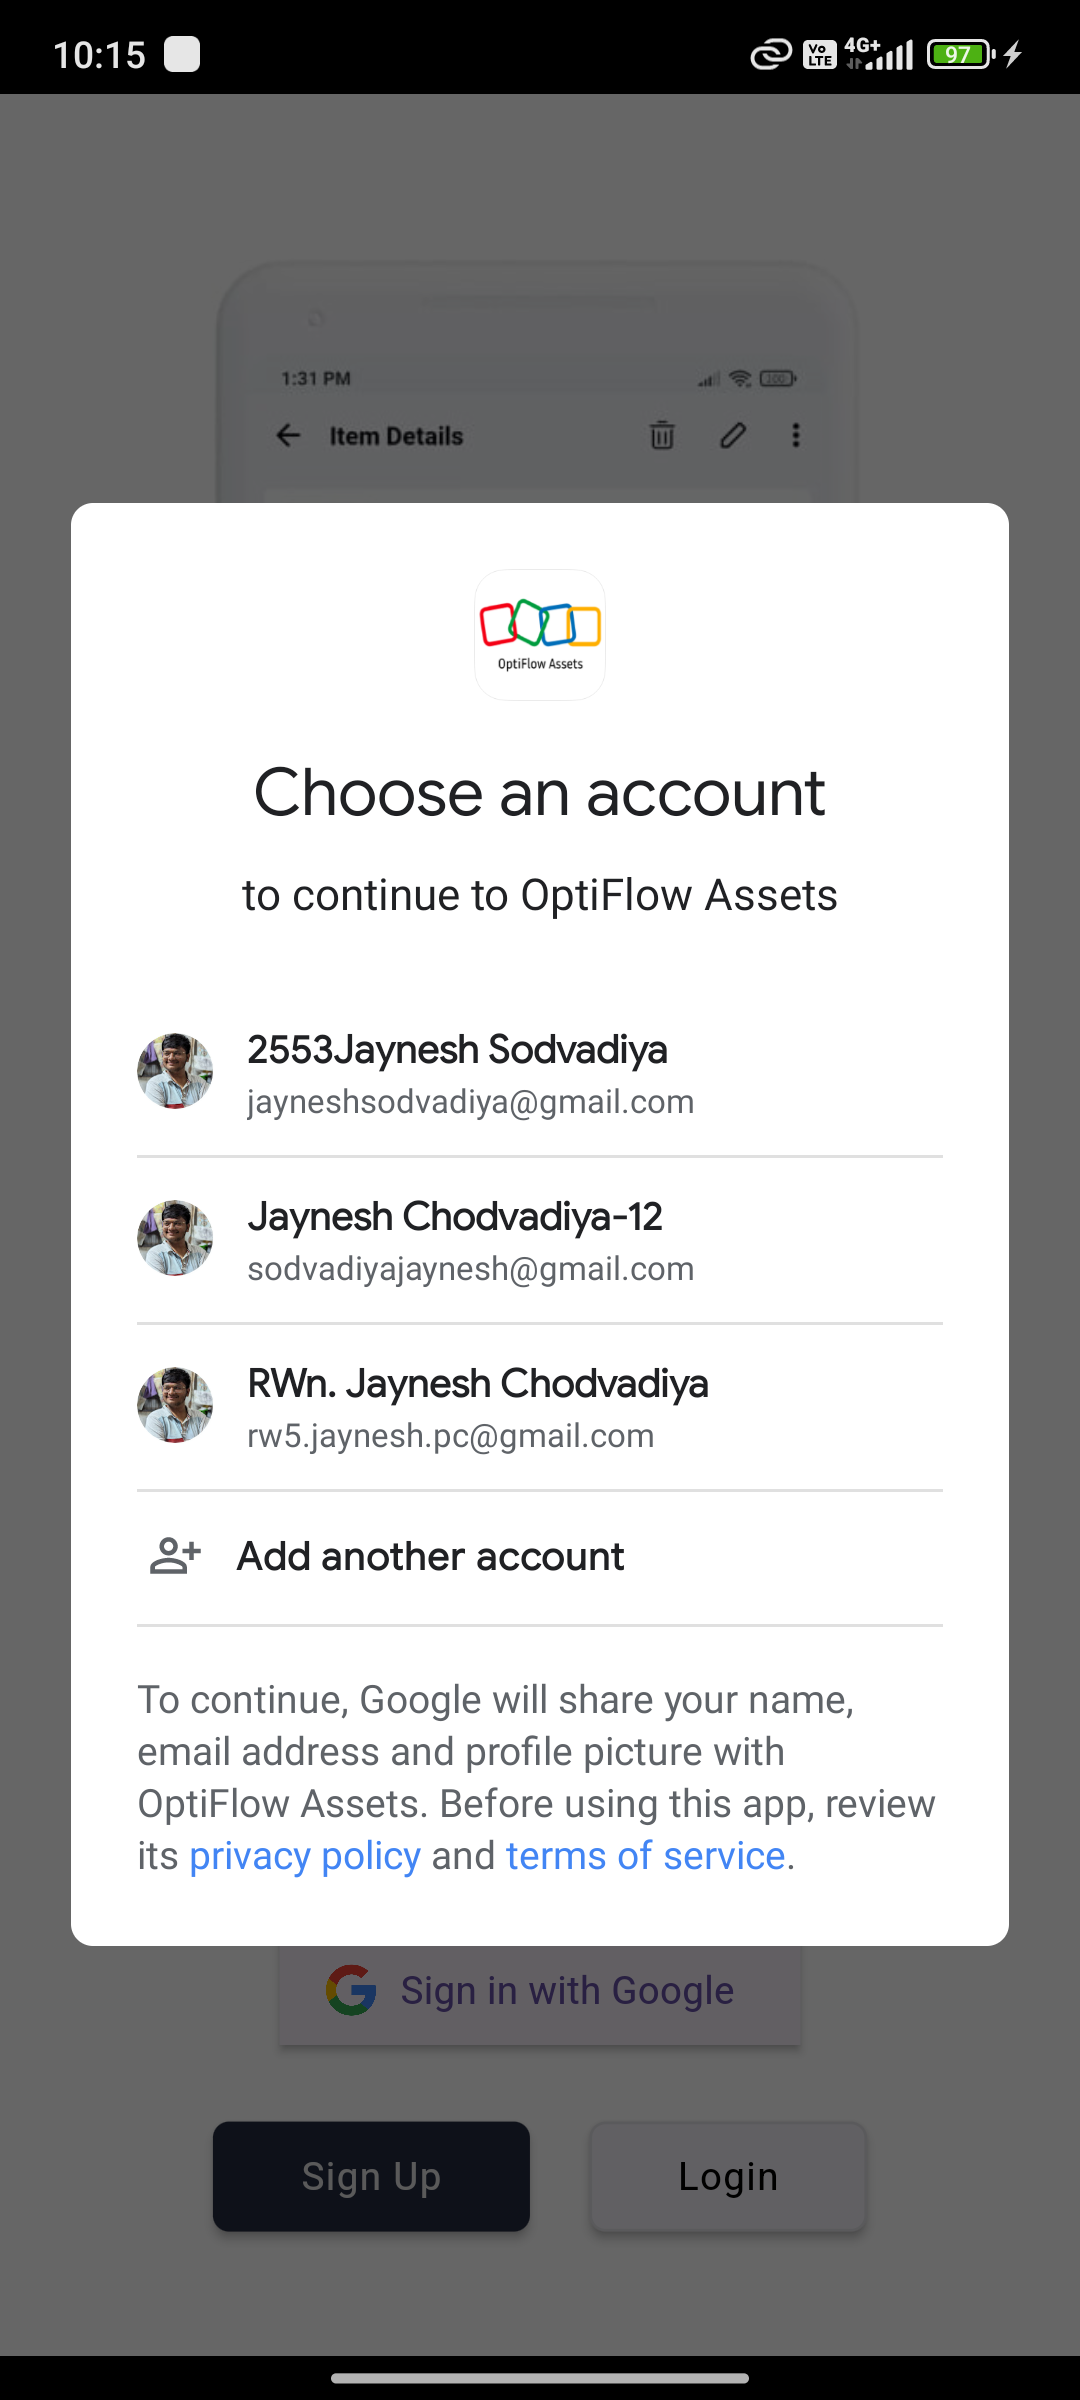 10:15
Vo LTE 4G+ 97
1:31 PM
100
Item Details
OptiFlow Assets
Choose an account
to continue to OptiFlow Assets
2553Jaynesh Sodvadiya
jayneshsodvadiya@gmail.com
Jaynesh Chodvadiya-12
sodvadiyajaynesh@gmail.com
RWn. Jaynesh Chodvadiya
rw5.jaynesh.pc@gmail.com
Add another account
To continue, Google will share your name,
email address and profile picture with
OptiFlow Assets. Before using this app, review
its privacy policy and terms of service.
Sign in with Google
Sign Up
Login